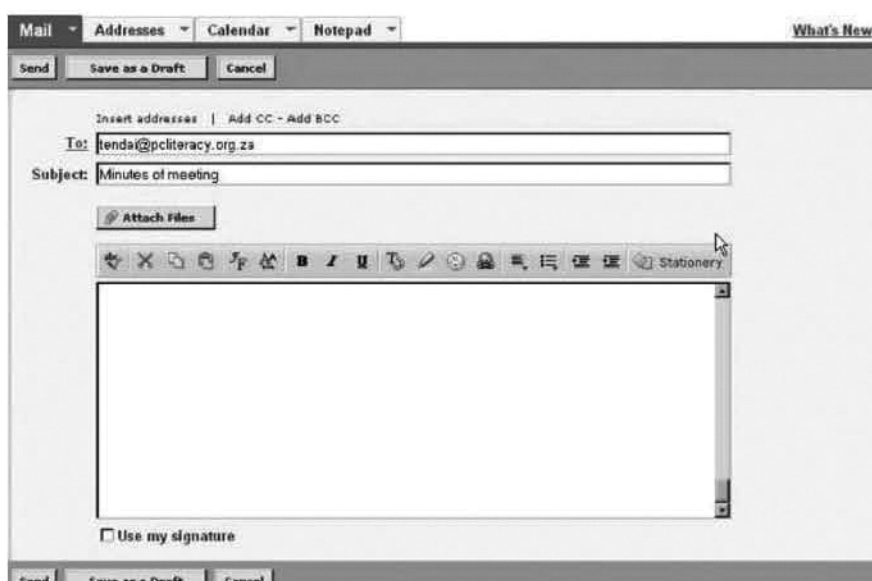 Mail Addresses Calendar Notepad What's New
Send Save as a Draft Cancel
Insert addresses | Add CC - Add BCC
To: tendai@pcliteracy.org.za
Subject: Minutes of meeting
Attach Files
B I U Stationery
Use my signature
Send Save as a Draft Cancel